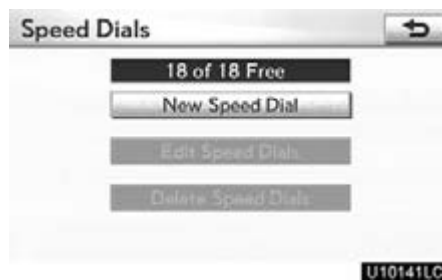 Speed Dials
18 of 18 Free
New Speed Dial
Edit Speed Dials
Delete Speed Dials
U10141LC